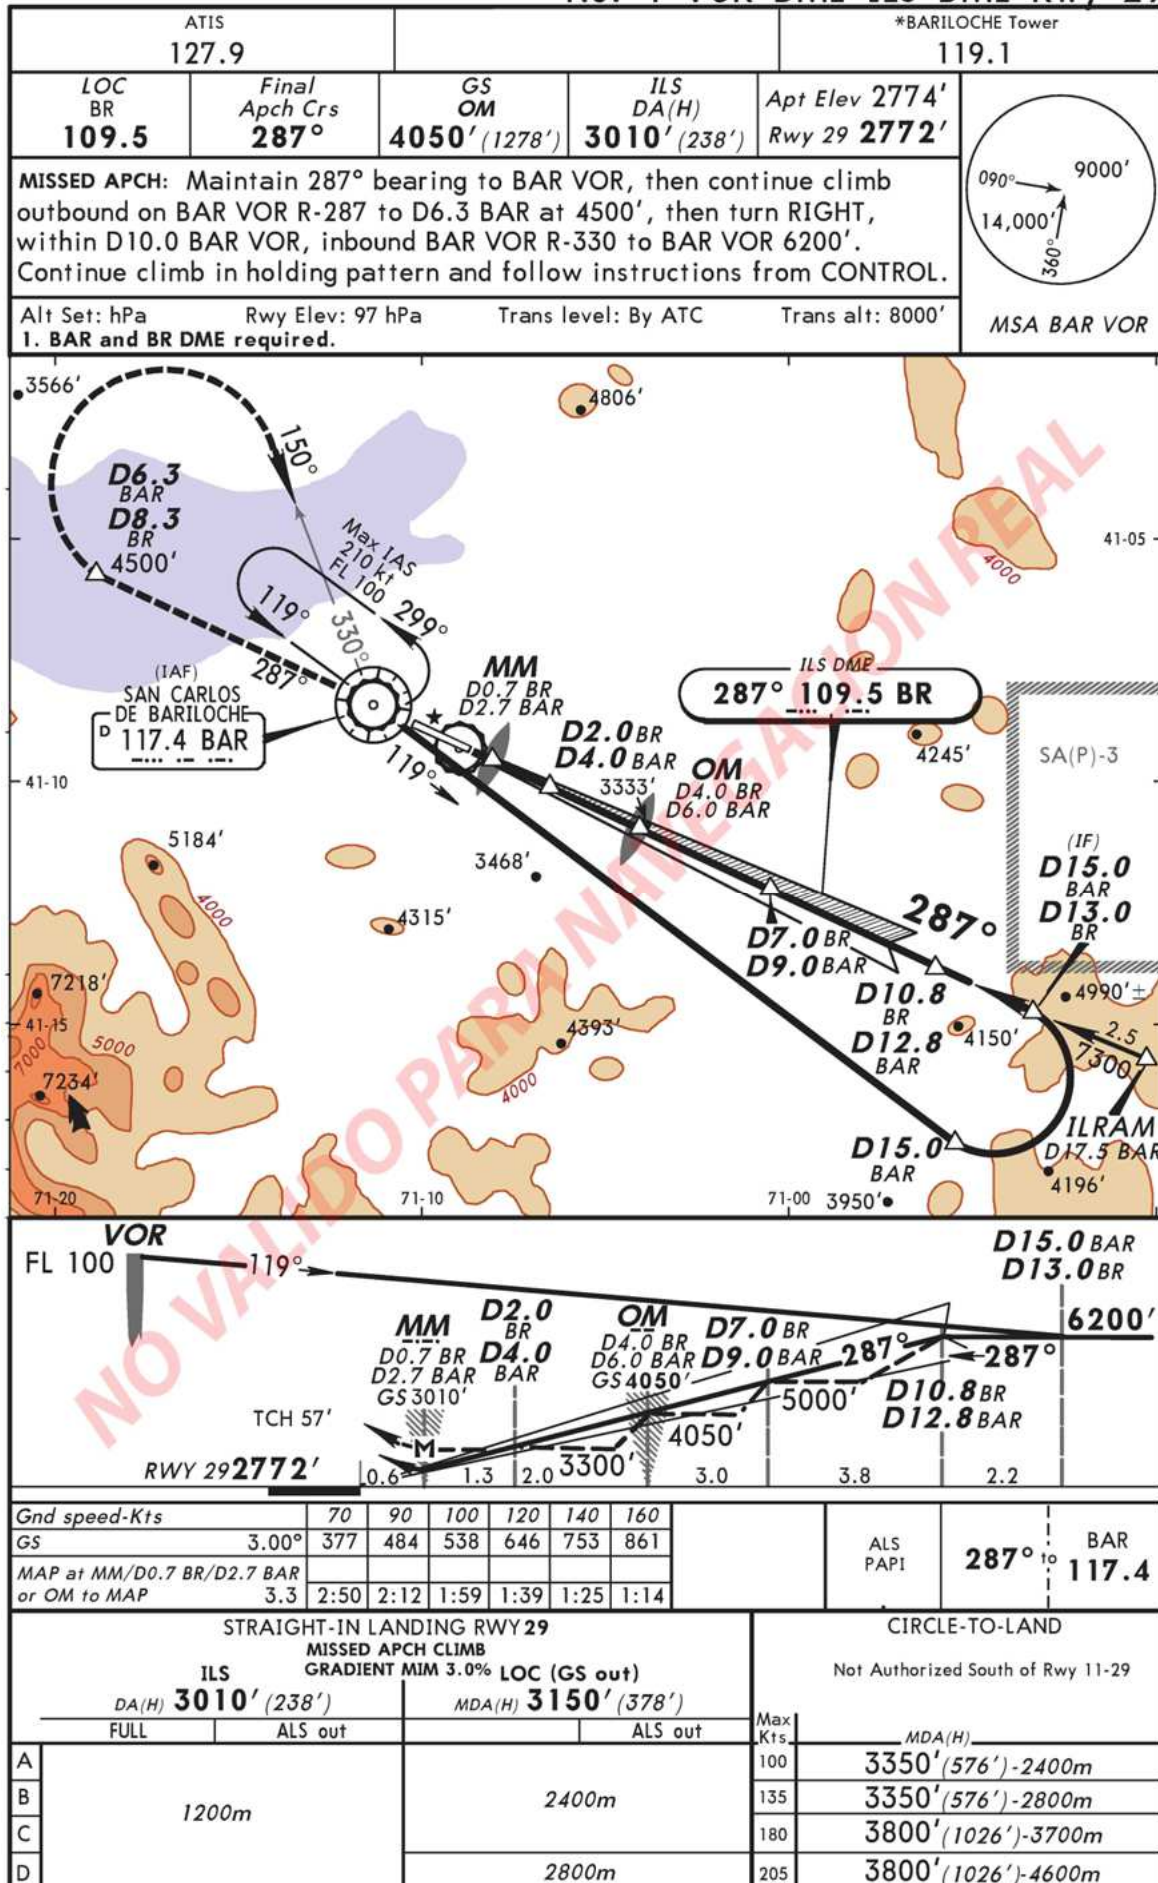 ATIS
127.9
*BARILOCHE Tower
119.1
LOC
BR
109.5
Final
Apch Crs
287°
GS
OM
4050' (1278')
ILS
DA(H)
3010' (238')
Apt Elev 2774'
Rwy 29 2772'
MISSED APCH: Maintain 287° bearing to BAR VOR, then continue climb
outbound on BAR VOR R-287 to D6.3 BAR at 4500', then turn RIGHT,
within D10.0 BAR VOR, inbound BAR VOR R-330 to BAR VOR 6200'.
Continue climb in holding pattern and follow instructions from CONTROL.
Alt Set: hPa Rwy Elev: 97 hPa Trans level: By ATC Trans alt: 8000'
1. BAR and BR DME required.
090°
9000'
14,000'
360°
MSA BAR VOR
3566'
4806'
150°
D6.3
BAR
D8.3
BR
4500'
Max IAS
210 kt
FL 100
41-05
4000
119°
299°
330°
287°
(IAF)
SAN CARLOS
DE BARILOCHE
D 117.4 BAR
MM
D0.7 BR
D2.7 BAR
ILS DME
287° 109.5 BR
D2.0 BR
D4.0 BAR
4245'
SA(P)-3
41-10
119°
3333'
OM
D4.0 BR
D6.0 BAR
5184'
3468'
(IF)
D15.0
BAR
D13.0
BR
4000
4315'
287°
D7.0 BR
D9.0 BAR
7218'
D10.8
BR
D12.8
BAR
4990'±
41-15
7000
5000
4393'
4150'
2.5
7300
7234'
4000
ILRAM
D17.5 BAR
D15.0
BAR
4196'
71-20
71-10
71-00
3950'
NO VALIDO PARA NAVEGACION REAL
VOR
FL 100
119°
D15.0 BAR
D13.0 BR
6200'
MM
D0.7 BR
D2.7 BAR
GS 3010'
D2.0
BR
D4.0
BAR
OM
D4.0 BR
D6.0 BAR
GS 4050'
D7.0 BR
D9.0 BAR
287°
287°
5000'
D10.8 BR
D12.8 BAR
TCH 57'
M
4050'
3300'
RWY 29 2772'
0.6 1.3 2.0 3.0 3.8 2.2
Gnd speed-Kts 70 90 100 120 140 160
GS 3.00° 377 484 538 646 753 861
MAP at MM/D0.7 BR/D2.7 BAR
or OM to MAP 3.3 2:50 2:12 1:59 1:39 1:25 1:14
ALS
PAPI
287° to
BAR
117.4
STRAIGHT-IN LANDING RWY 29
MISSED APCH CLIMB
GRADIENT MIM 3.0%
ILS
DA(H) 3010' (238')
LOC (GS out)
MDA(H) 3150' (378')
FULL
ALS out
ALS out
CIRCLE-TO-LAND
Not Authorized South of Rwy 11-29
Max
Kts
MDA(H)
A
B
C
D
1200m
2400m
2800m
100 3350' (576')-2400m
135 3350' (576')-2800m
180 3800' (1026')-3700m
205 3800' (1026')-4600m